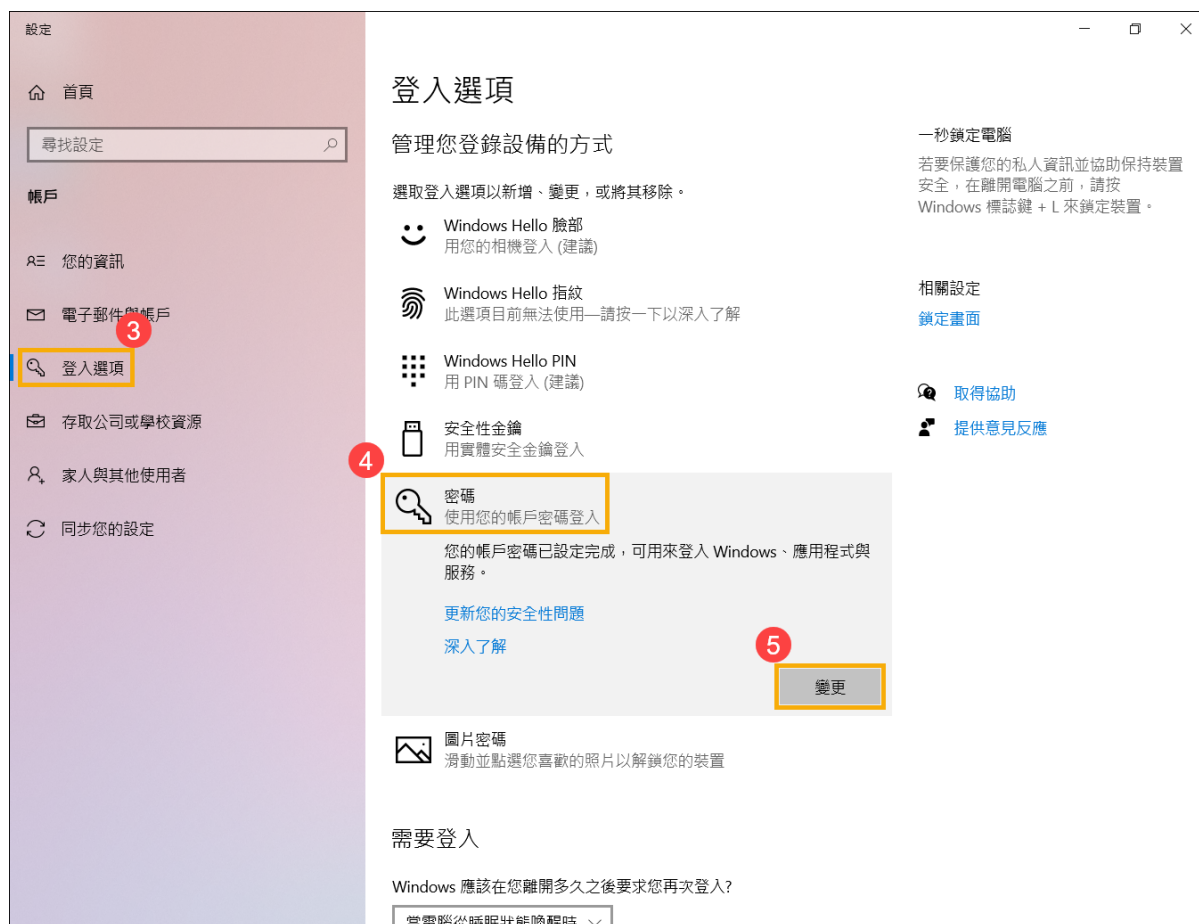 設定
首頁
尋找設定
帳戶
您的資訊
電子郵件與帳戶
3
登入選項
存取公司或學校資源
家人與其他使用者
同步您的設定
登入選項
管理您登錄設備的方式
選取登入選項以新增、變更，或將其移除。
Windows Hello 臉部
用您的相機登入 (建議)
Windows Hello 指紋
此選項目前無法使用—請按一下以深入了解
Windows Hello PIN
用 PIN 碼登入 (建議)
安全性金鑰
用實體安全金鑰登入
4
密碼
使用您的帳戶密碼登入
您的帳戶密碼已設定完成，可用來登入 Windows、應用程式與
服務。
更新您的安全性問題
深入了解
5
變更
圖片密碼
滑動並點選您喜歡的照片以解鎖您的裝置
需要登入
Windows 應該在您離開多久之後要求您再次登入?
當電腦從睡眠狀態喚醒時
一秒鎖定電腦
若要保護您的私人資訊並協助保持裝置
安全，在離開電腦之前，請按
Windows 標誌鍵 + L 來鎖定裝置。
相關設定
鎖定畫面
取得協助
提供意見反應